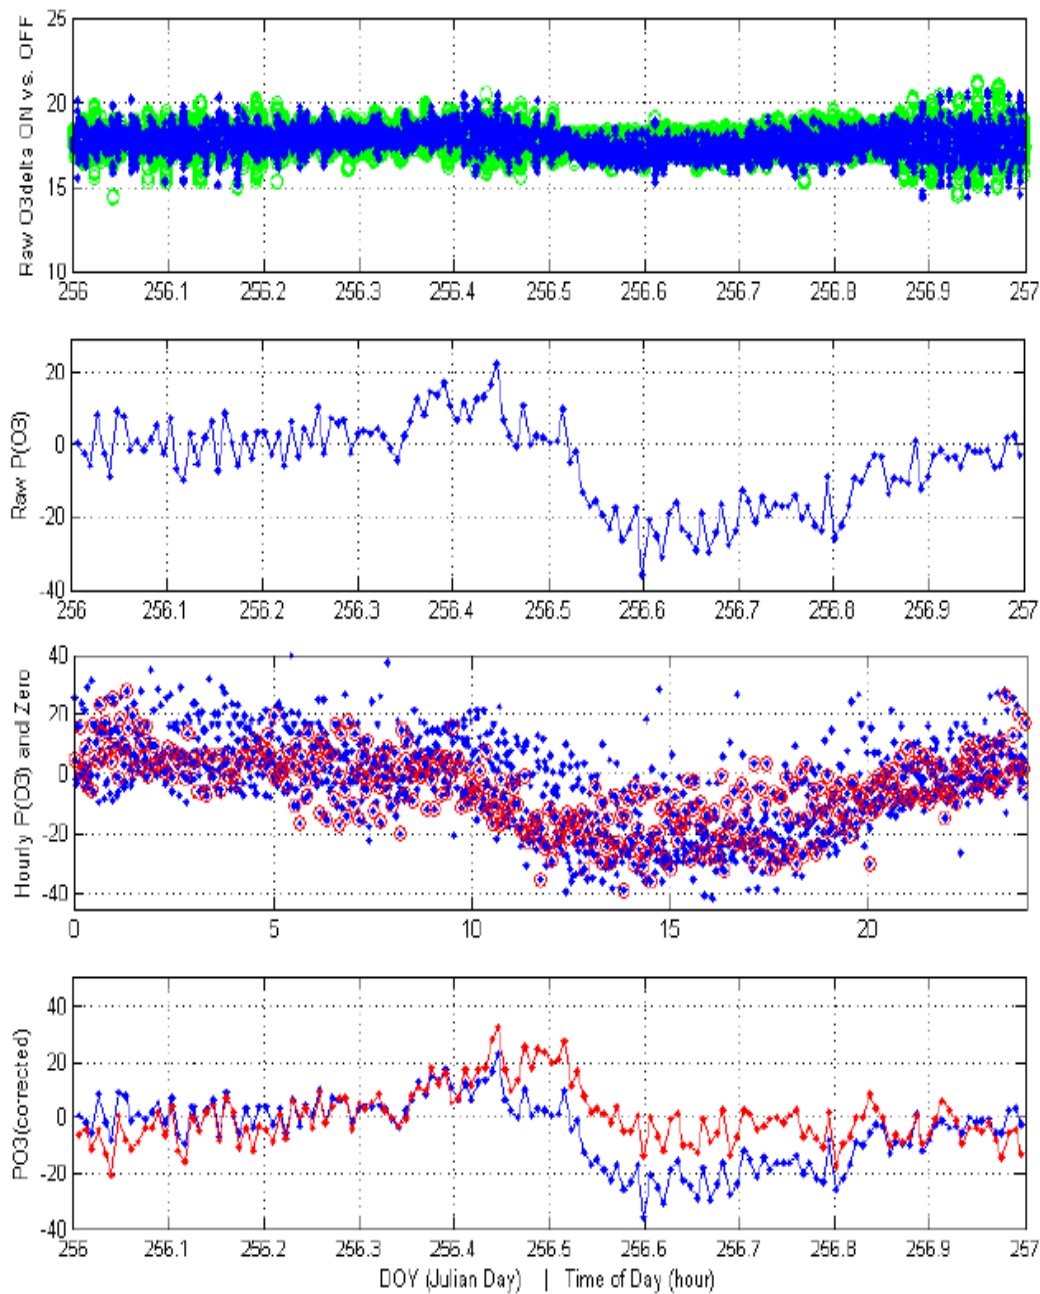 Raw O3delta ON vs. OFF
25
20
15
10
256 256.1 256.2 256.3 256.4 256.5 256.6 256.7 256.8 256.9 257
Raw P(O3)
20
0
-20
-40
256 256.1 256.2 256.3 256.4 256.5 256.6 256.7 256.8 256.9 257
Hourly P(O3) and Zero
40
20
0
-20
-40
0 5 10 15 20
PO3(corrected)
40
20
0
-20
-40
256 256.1 256.2 256.3 256.4 256.5 256.6 256.7 256.8 256.9 257
DOY (Julian Day) | Time of Day (hour)